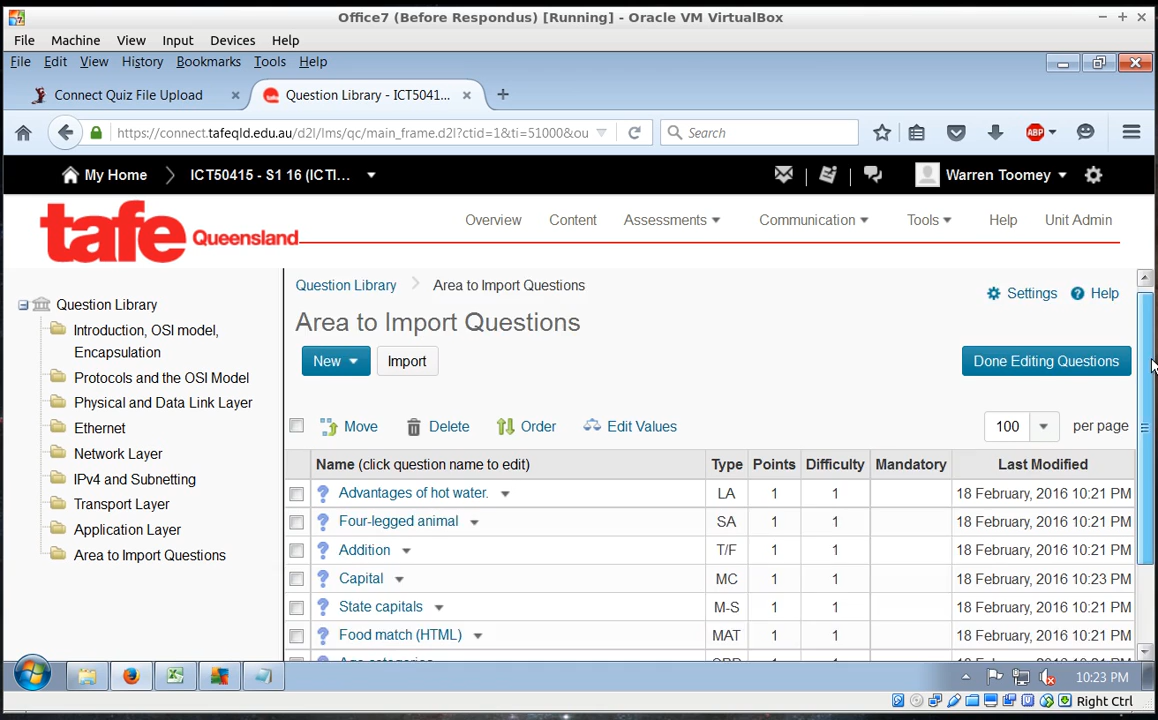 Office7 (Before Respondus) [Running] - Oracle VM VirtualBox
File Machine View Input Devices Help
File Edit View History Bookmarks Tools Help
Connect Quiz File Upload × Question Library - ICT5041... × +
https://connect.tafeqld.edu.au/d2l/lms/qc/main_frame.d2l?ctid=1&ti=51000&ou Search ABP
My Home ICT50415 - S1 16 (ICTI... Warren Toomey
tafe Queensland Overview Content Assessments Communication Tools Help Unit Admin
Question Library
Introduction, OSI model,
Encapsulation
Protocols and the OSI Model
Physical and Data Link Layer
Ethernet
Network Layer
IPv4 and Subnetting
Transport Layer
Application Layer
Area to Import Questions
Question Library Area to Import Questions
Settings Help
Area to Import Questions
New Import Done Editing Questions
Move Delete Order Edit Values 100 per page
Name (click question name to edit) Type Points Difficulty Mandatory Last Modified
Advantages of hot water. LA 1 1 18 February, 2016 10:21 PM
Four-legged animal SA 1 1 18 February, 2016 10:21 PM
Addition T/F 1 1 18 February, 2016 10:21 PM
Capital MC 1 1 18 February, 2016 10:23 PM
State capitals M-S 1 1 18 February, 2016 10:21 PM
Food match (HTML) MAT 1 1 18 February, 2016 10:21 PM
10:23 PM
Right Ctrl